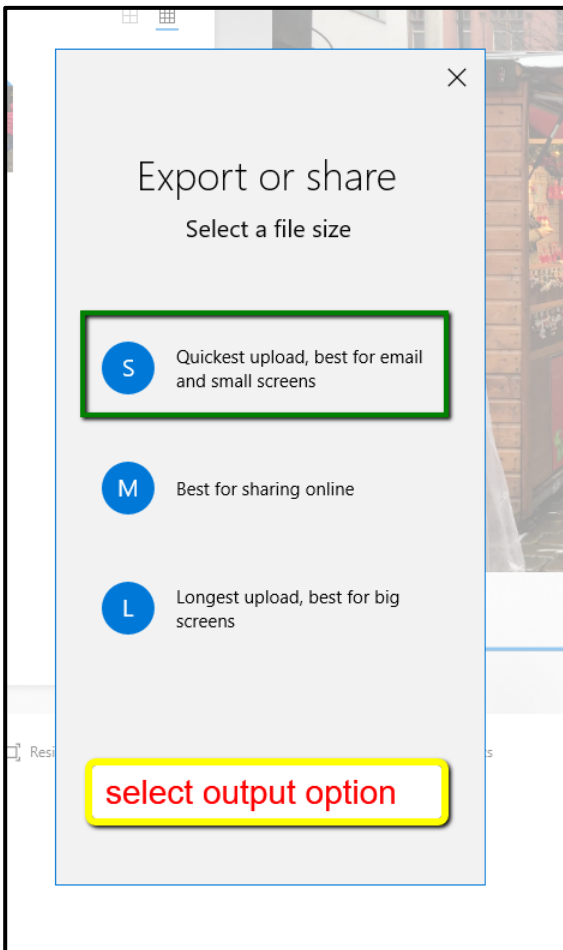 Export or share
Select a file size
S
Quickest upload, best for email
and small screens
M
Best for sharing online
L
Longest upload, best for big
screens
Resi
s
select output option